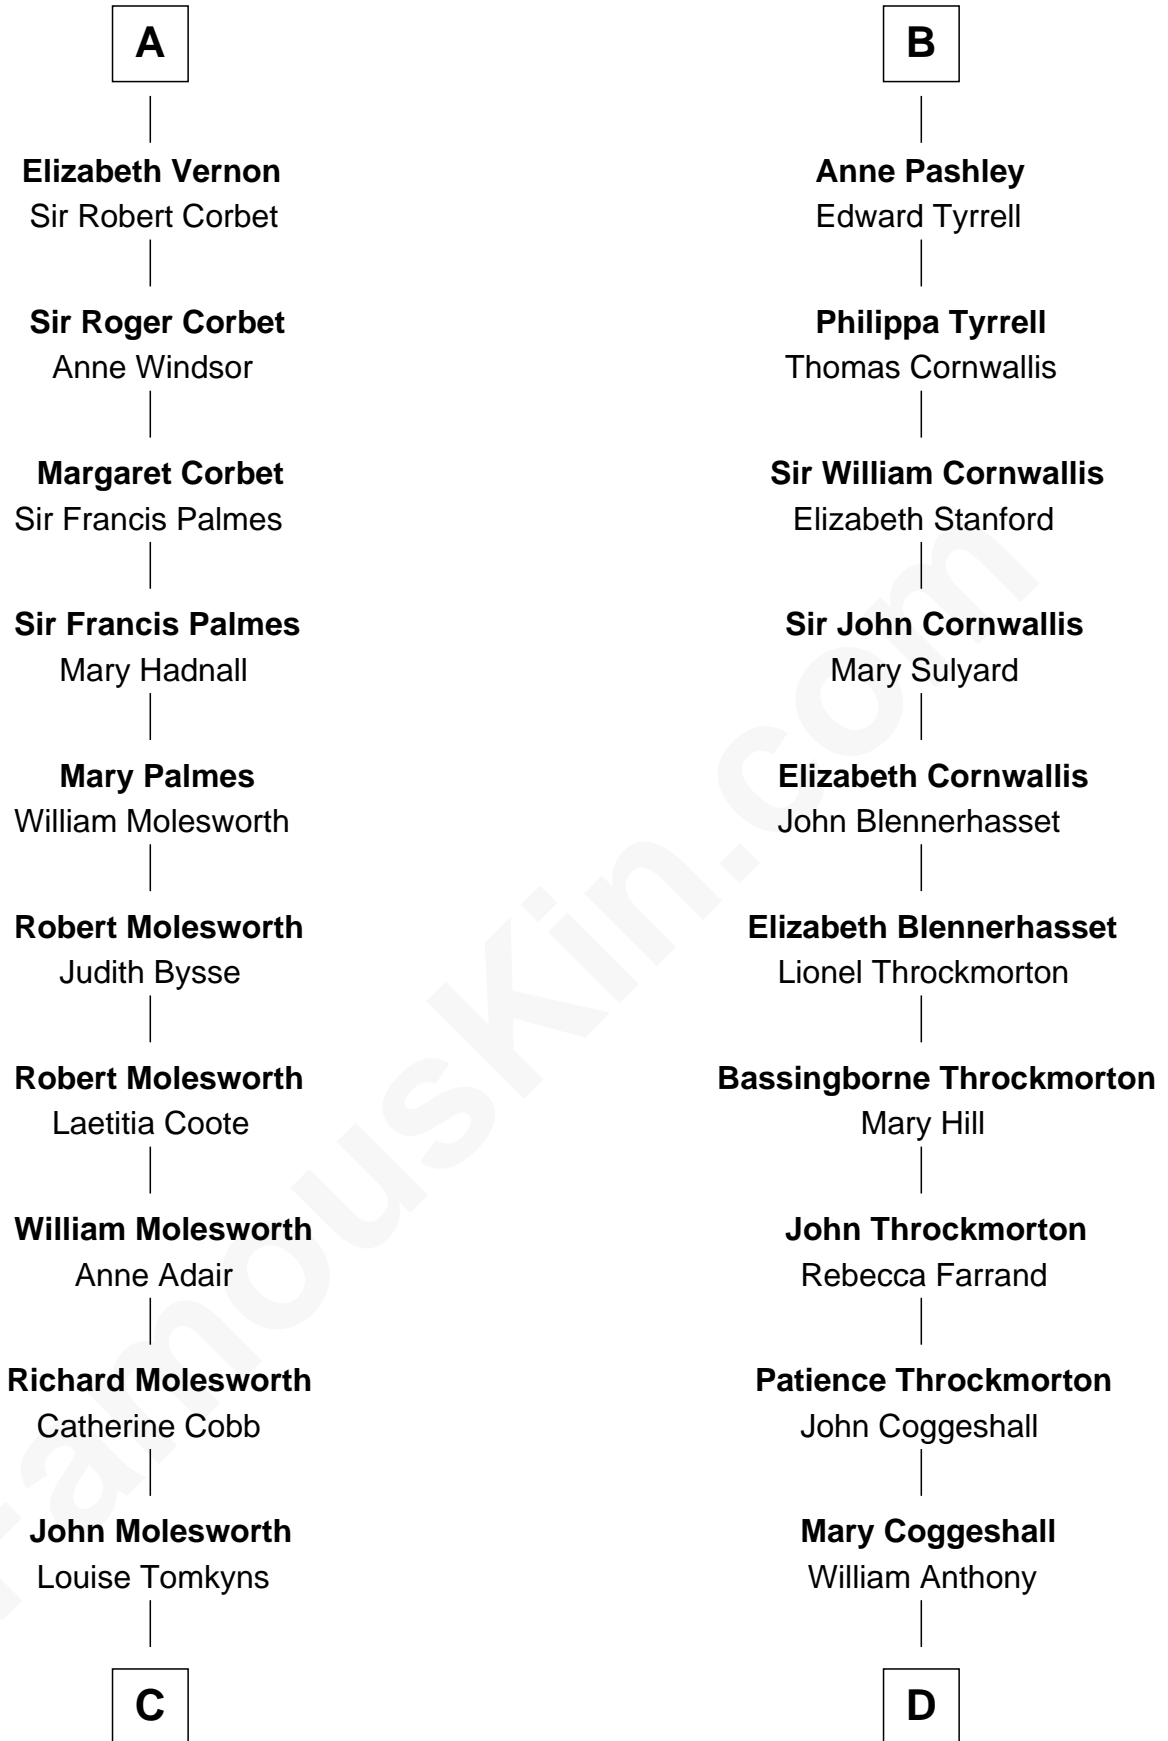 A
Elizabeth Vernon
Sir Robert Corbet
Sir Roger Corbet
Anne Windsor
Margaret Corbet
Sir Francis Palmes
Sir Francis Palmes
Mary Hadnall
Mary Palmes
William Molesworth
Robert Molesworth
Judith Bysse
Robert Molesworth
Laetitia Coote
William Molesworth
Anne Adair
Richard Molesworth
Catherine Cobb
John Molesworth
Louise Tomkyns
C
B
Anne Pashley
Edward Tyrrell
Philippa Tyrrell
Thomas Cornwallis
Sir William Cornwallis
Elizabeth Stanford
Sir John Cornwallis
Mary Sulyard
Elizabeth Cornwallis
John Blennerhasset
Elizabeth Blennerhasset
Lionel Throckmorton
Bassingborne Throckmorton
Mary Hill
John Throckmorton
Rebecca Farrand
Patience Throckmorton
John Coggeshall
Mary Coggeshall
William Anthony
D
FamousKin.com